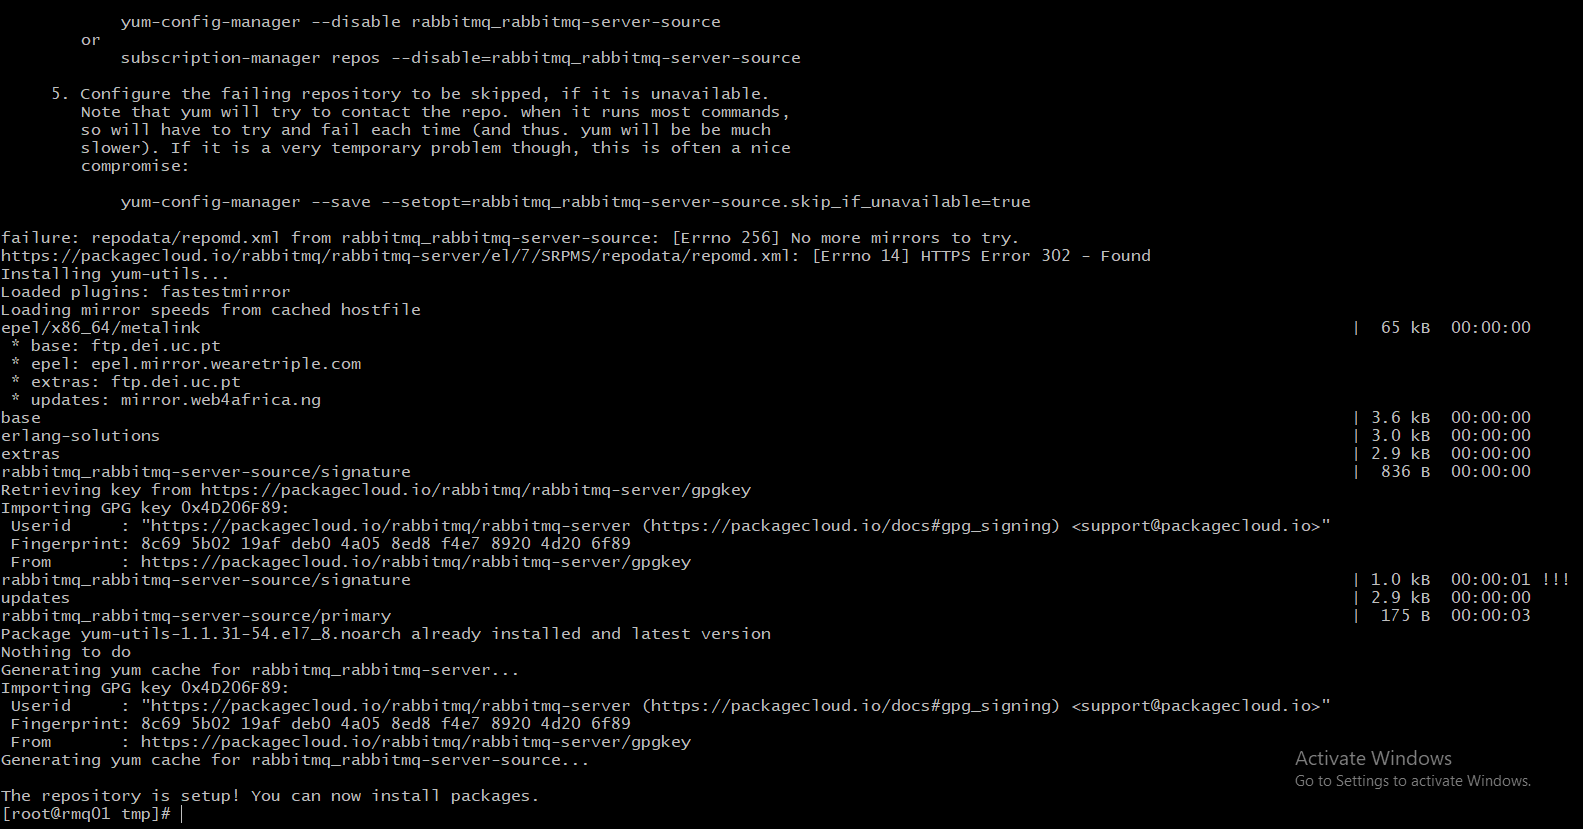 yum-config-manager --disable rabbitmq_rabbitmq-server-source
or
subscription-manager repos --disable=rabbitmq_rabbitmq-server-source
5. Configure the failing repository to be skipped, if it is unavailable.
Note that yum will try to contact the repo. when it runs most commands,
so will have to try and fail each time (and thus. yum will be be much
slower). If it is a very temporary problem though, this is often a nice
compromise:
yum-config-manager --save --setopt=rabbitmq_rabbitmq-server-source.skip_if_unavailable=true
failure: repodata/repomd.xml from rabbitmq_rabbitmq-server-source: [Errno 256] No more mirrors to try.
https://packagecloud.io/rabbitmq/rabbitmq-server/el/7/SRPMS/repodata/repomd.xml: [Errno 14] HTTPS Error 302 - Found
Installing yum-utils...
Loaded plugins: fastestmirror
Loading mirror speeds from cached hostfile
epel/x86_64/metalink | 65 kB 00:00:00
* base: ftp.dei.uc.pt
* epel: epel.mirror.wearetriple.com
* extras: ftp.dei.uc.pt
* updates: mirror.web4africa.ng
base | 3.6 kB 00:00:00
erlang-solutions | 3.0 kB 00:00:00
extras | 2.9 kB 00:00:00
rabbitmq_rabbitmq-server-source/signature | 836 B 00:00:00
Retrieving key from https://packagecloud.io/rabbitmq/rabbitmq-server/gpgkey
Importing GPG key 0x4D206F89:
Userid : "https://packagecloud.io/rabbitmq/rabbitmq-server (https://packagecloud.io/docs#gpg_signing) <support@packagecloud.io>"
Fingerprint: 8c69 5b02 19af deb0 4a05 8ed8 f4e7 8920 4d20 6f89
From : https://packagecloud.io/rabbitmq/rabbitmq-server/gpgkey
rabbitmq_rabbitmq-server-source/signature | 1.0 kB 00:00:01 !!!
updates | 2.9 kB 00:00:00
rabbitmq_rabbitmq-server-source/primary | 175 B 00:00:03
Package yum-utils-1.1.31-54.el7_8.noarch already installed and latest version
Nothing to do
Generating yum cache for rabbitmq_rabbitmq-server...
Importing GPG key 0x4D206F89:
Userid : "https://packagecloud.io/rabbitmq/rabbitmq-server (https://packagecloud.io/docs#gpg_signing) <support@packagecloud.io>"
Fingerprint: 8c69 5b02 19af deb0 4a05 8ed8 f4e7 8920 4d20 6f89
From : https://packagecloud.io/rabbitmq/rabbitmq-server/gpgkey
Generating yum cache for rabbitmq_rabbitmq-server-source...
The repository is setup! You can now install packages.
[root@rmq01 tmp]#
Activate Windows
Go to Settings to activate Windows.